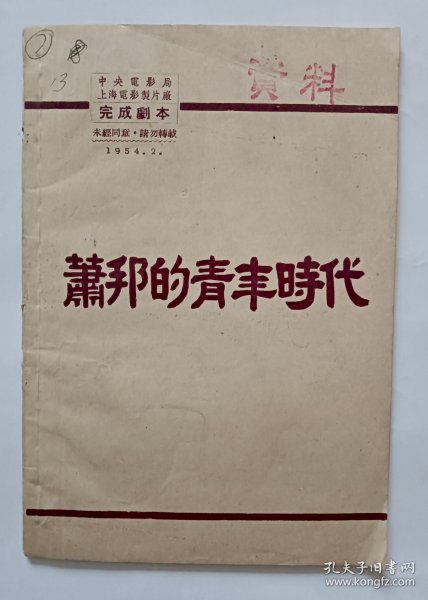 资料
13
中央電影局
上海電影製片廠
完成劇本
未經同意·請勿轉載
1954.2.
蕭邦的青年時代
孔夫子旧书网
www.kongfz.com